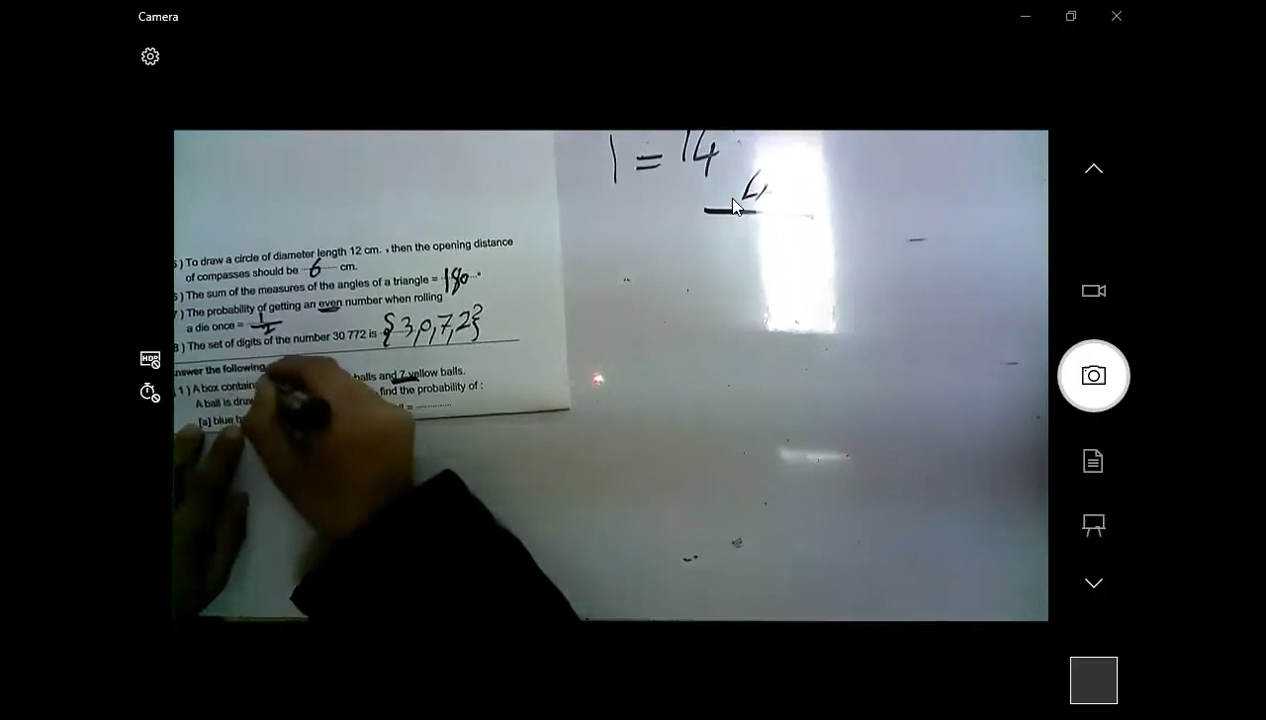 Camera
1 = 14
5 ) To draw a circle of diameter length 12 cm. , then the opening distance
of compasses should be 6 cm.
6 ) The sum of the measures of the angles of a triangle = 180°
7 ) The probability of getting an even number when rolling
a die once = 1/2
8 ) The set of digits of the number 30 772 is {3,0,7,2}
nswer the following
1 ) A box contain balls and 7 yellow balls.
A ball is find the probability of :
[a] blue =